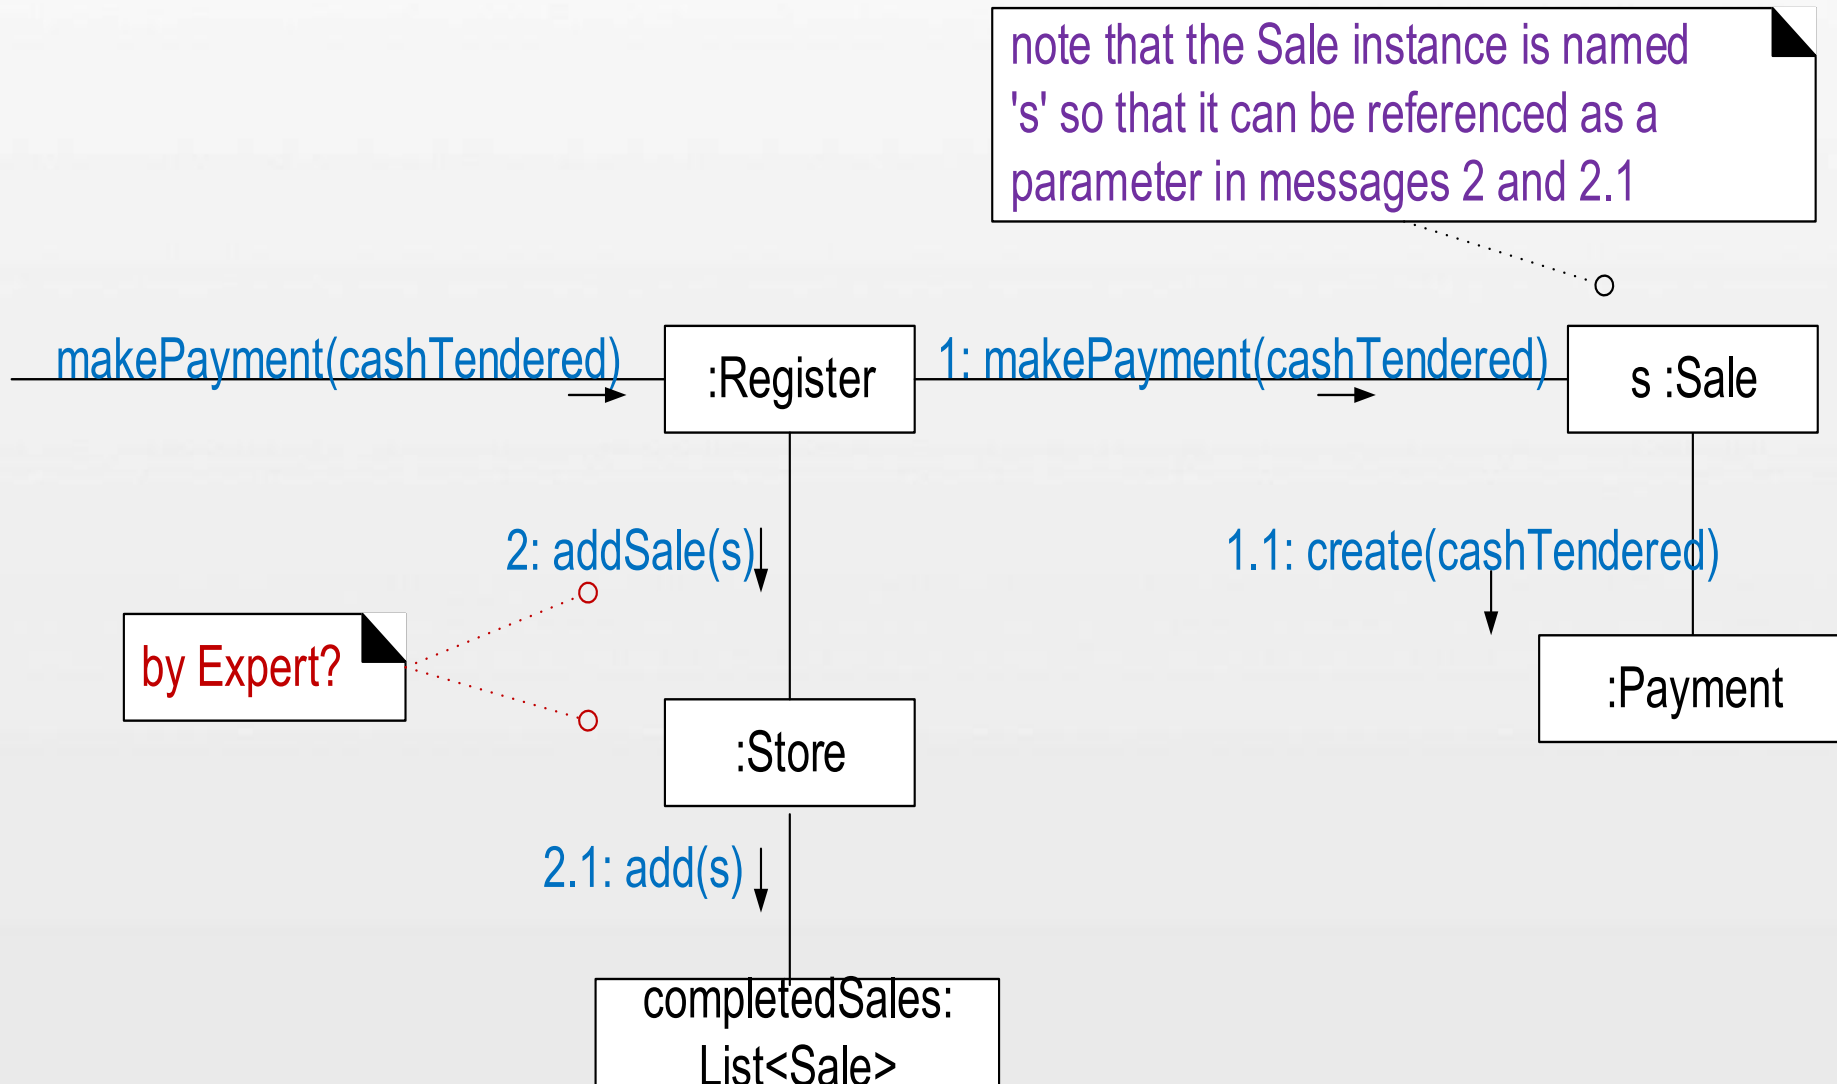 note that the Sale instance is named
's' so that it can be referenced as a
parameter in messages 2 and 2.1
makePayment(cashTendered)
:Register
1: makePayment(cashTendered)
s :Sale
2: addSale(s)
1.1: create(cashTendered)
by Expert?
:Payment
:Store
2.1: add(s)
completedSales:
List<Sale>